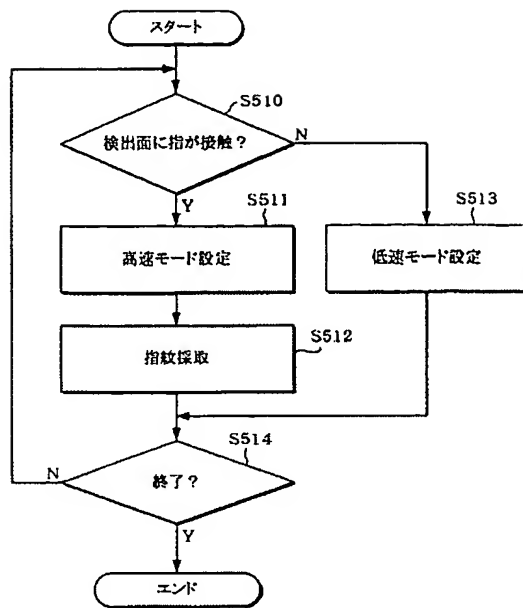 スタート
S510
検出面に指が接触？
N
Y
S511
高速モード設定
S513
低速モード設定
S512
指紋採取
S514
N
終了？
Y
エンド